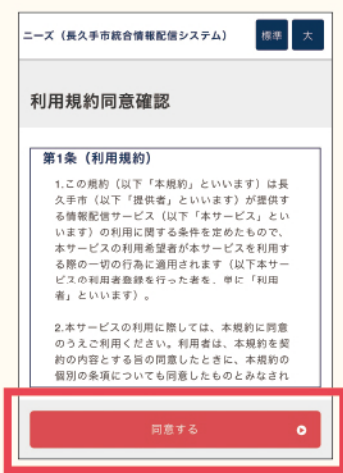 ニーズ（長久手市統合情報配信システム）
標準
大
利用規約同意確認
第1条（利用規約）
1.この規約（以下「本規約」といいます）は長
久手市（以下「提供者」といいます）が提供す
る情報配信サービス（以下「本サービス」とい
います）の利用に関する条件を定めたもので、
本サービスの利用希望者が本サービスを利用す
る際の一切の行為に適用されます（以下本サー
ビスの利用者登録を行った者を、単に「利用
者」といいます）。
2.本サービスの利用に際しては、本規約に同意
のうえご利用ください。利用者は、本規約を契
約の内容とする旨の同意したときに、本規約の
個別の条項についても同意したものとみなされ
同意する